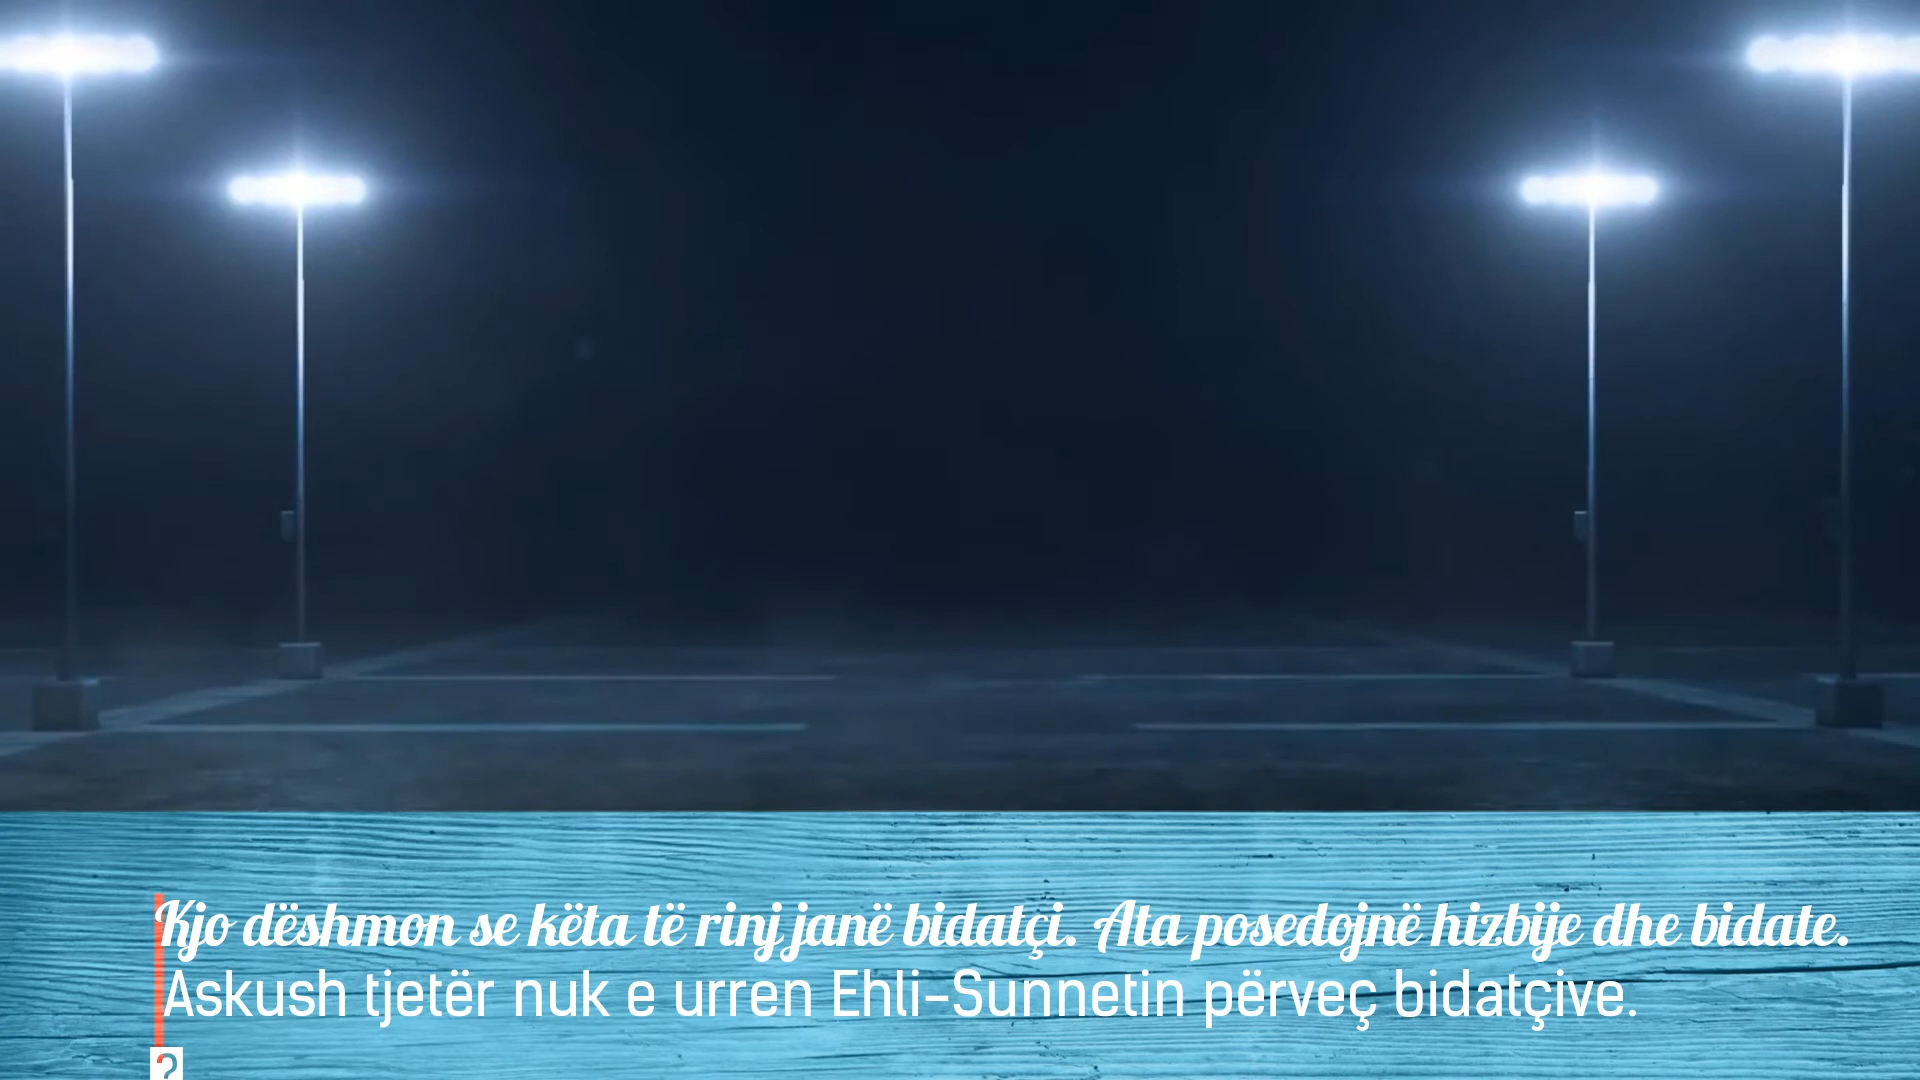 Kjo dëshmon se këta të rinj janë bidatçi. Ata posedojnë hizbije dhe bidate.
Askush tjetër nuk e urren Ehli-Sunnetin përveç bidatçive.
?